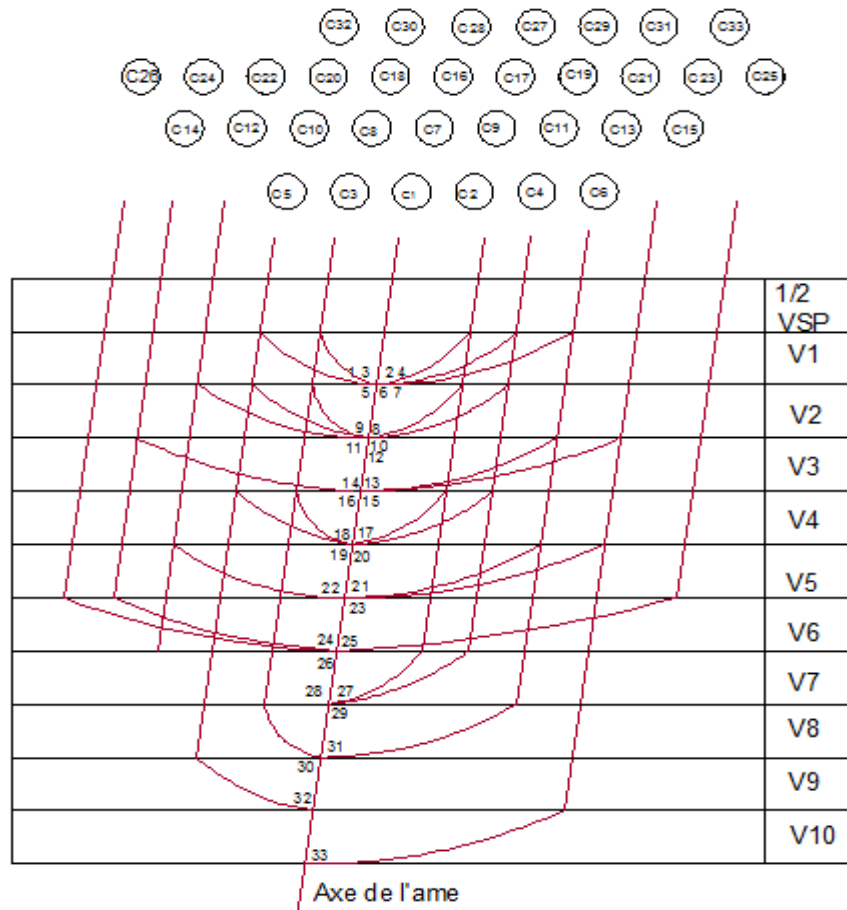 C32 C30 C28 C27 C29 C31 C33
C26 C24 C22 C20 C18 C16 C17 C19 C21 C23 C25
C14 C12 C10 C8 C7 C9 C11 C13 C15
C5 C3 C1 C2 C4 C6
1/2
VSP
V1
1 3 2 4
5 6 7
V2
9 8
11 10
12
V3
14 13
16 15
V4
18 17
19 20
V5
22 21
23
V6
24 25
26
V7
28 27
29
V8
31
30
V9
32
V10
33
Axe de l'ame